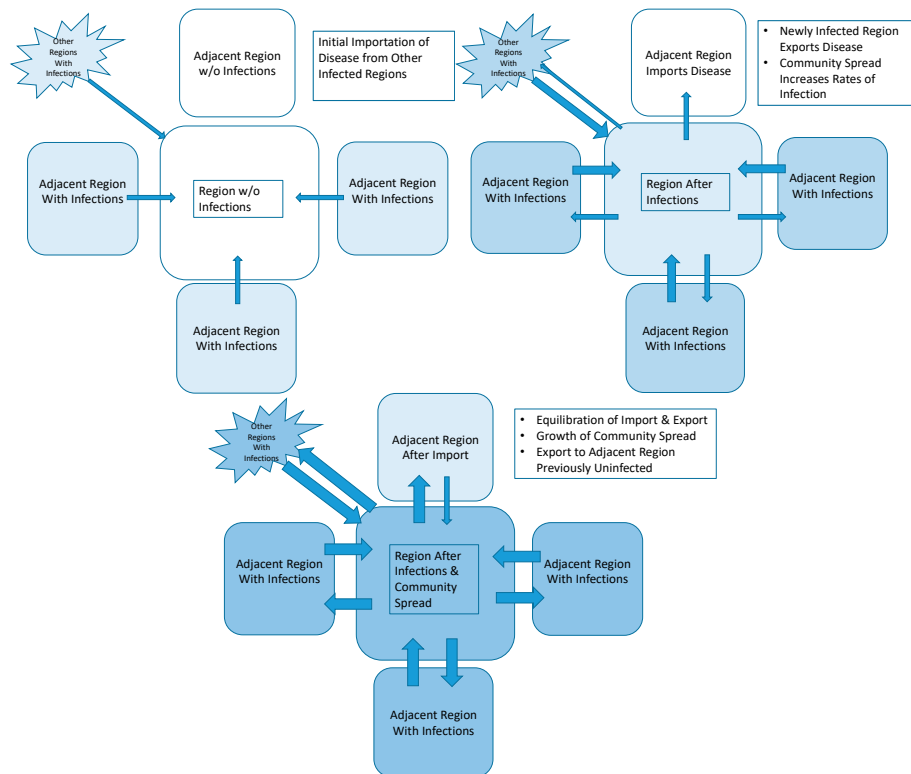 Other
Regions
With
Infections
Adjacent Region
w/o Infections
Initial Importation of
Disease from Other
Infected Regions
Adjacent Region
With Infections
Region w/o
Infections
Adjacent Region
With Infections
Adjacent Region
With Infections
Other
Regions
With
Infections
Adjacent Region
Imports Disease
• Newly Infected Region
Exports Disease
• Community Spread
Increases Rates of
Infection
Adjacent Region
With Infections
Region After
Infections
Adjacent Region
With Infections
Adjacent Region
With Infections
Other
Regions
With
Infections
Adjacent Region
After Import
• Equilibration of Import & Export
• Growth of Community Spread
• Export to Adjacent Region
Previously Uninfected
Adjacent Region
With Infections
Region After
Infections &
Community
Spread
Adjacent Region
With Infections
Adjacent Region
With Infections